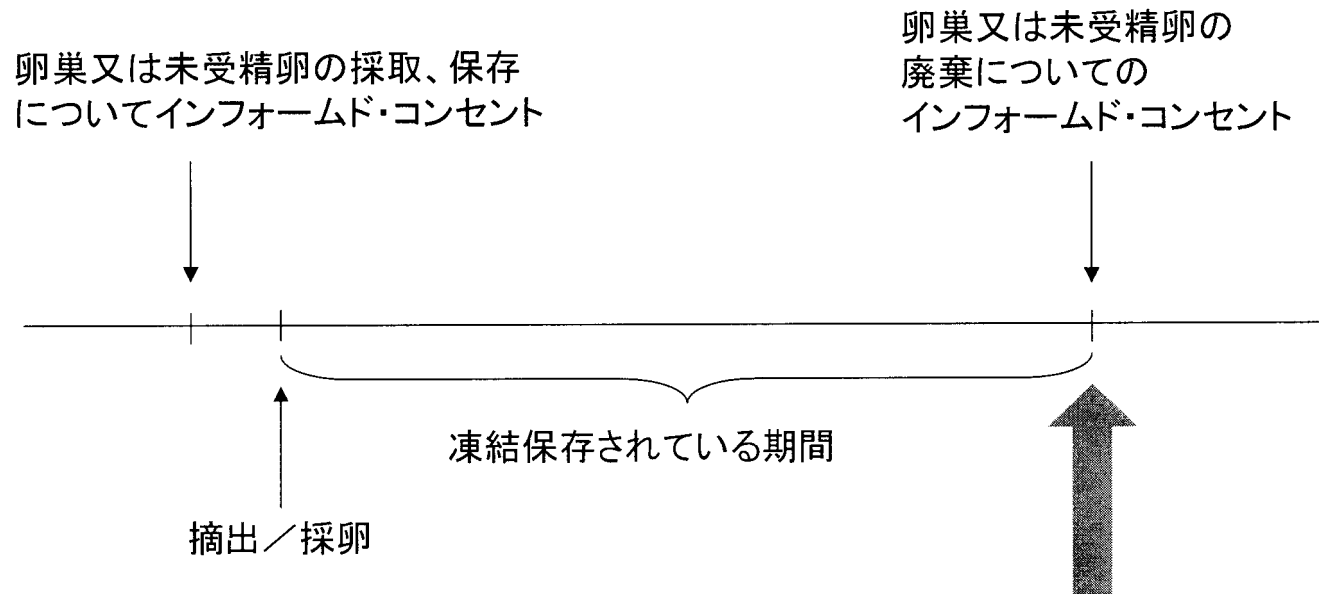 卵巣又は未受精卵の採取、保存
についてインフォームド・コンセント
卵巣又は未受精卵の
廃棄についての
インフォームド・コンセント
凍結保存されている期間
摘出／採卵